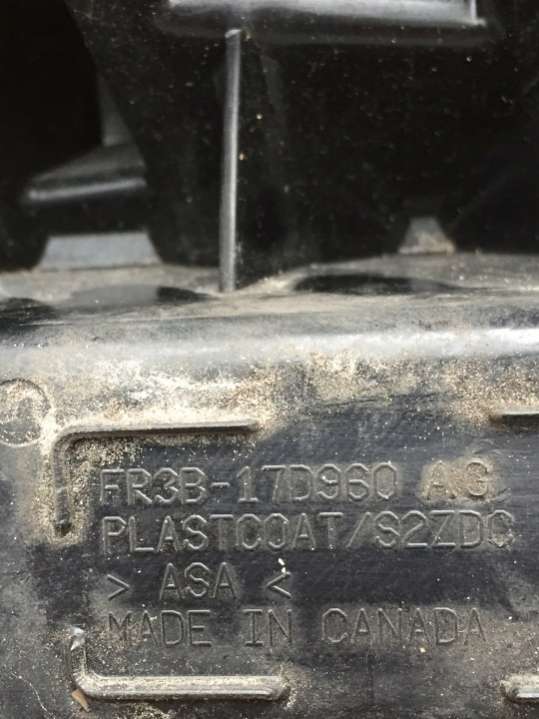 FR3B-17D960 AG
PLASTCOAT/S2ZDC
> ASA <
MADE IN CANADA